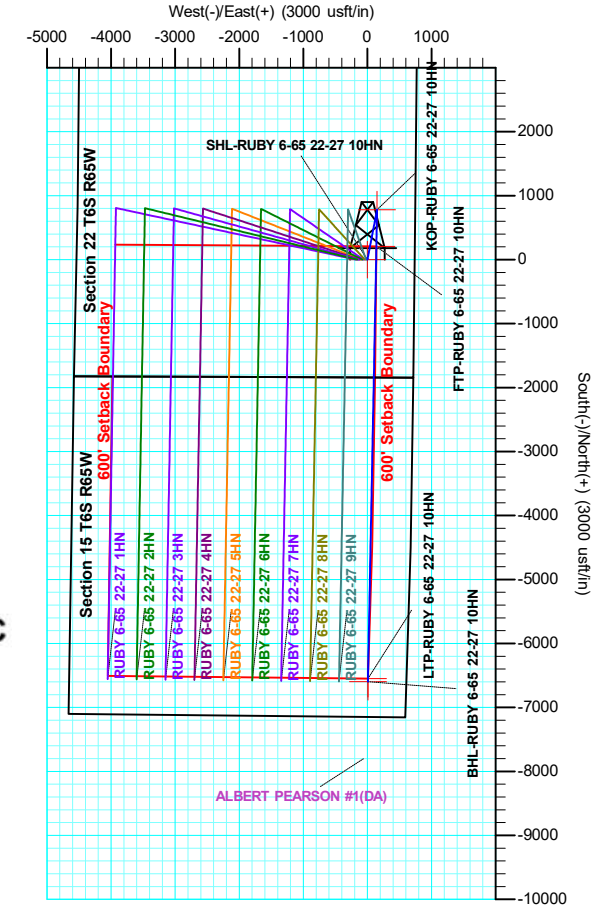 West(-)/East(+) (3000 usft/in)
-5000 -4000 -3000 -2000 -1000 0 1000
2000
1000
0
-1000
-2000
-3000
-4000
-5000
-6000
-7000
-8000
-9000
-10000
South(-)/North(+) (3000 usft/in)
SHL-RUBY 6-65 22-27 10HN
KOP-RUBY 6-65 22-27 10HN
FTP-RUBY 6-65 22-27 10HN
Section 22 T6S R65W
600' Setback Boundary
600' Setback Boundary
Section 15 T6S R65W
RUBY 6-65 22-27 1HN
RUBY 6-65 22-27 2HN
RUBY 6-65 22-27 3HN
RUBY 6-65 22-27 4HN
RUBY 6-65 22-27 5HN
RUBY 6-65 22-27 6HN
RUBY 6-65 22-27 7HN
RUBY 6-65 22-27 8HN
RUBY 6-65 22-27 9HN
LTP-RUBY 6-65 22-27 10HN
BHL-RUBY 6-65 22-27 10HN
ALBERT PEARSON #1(DA)